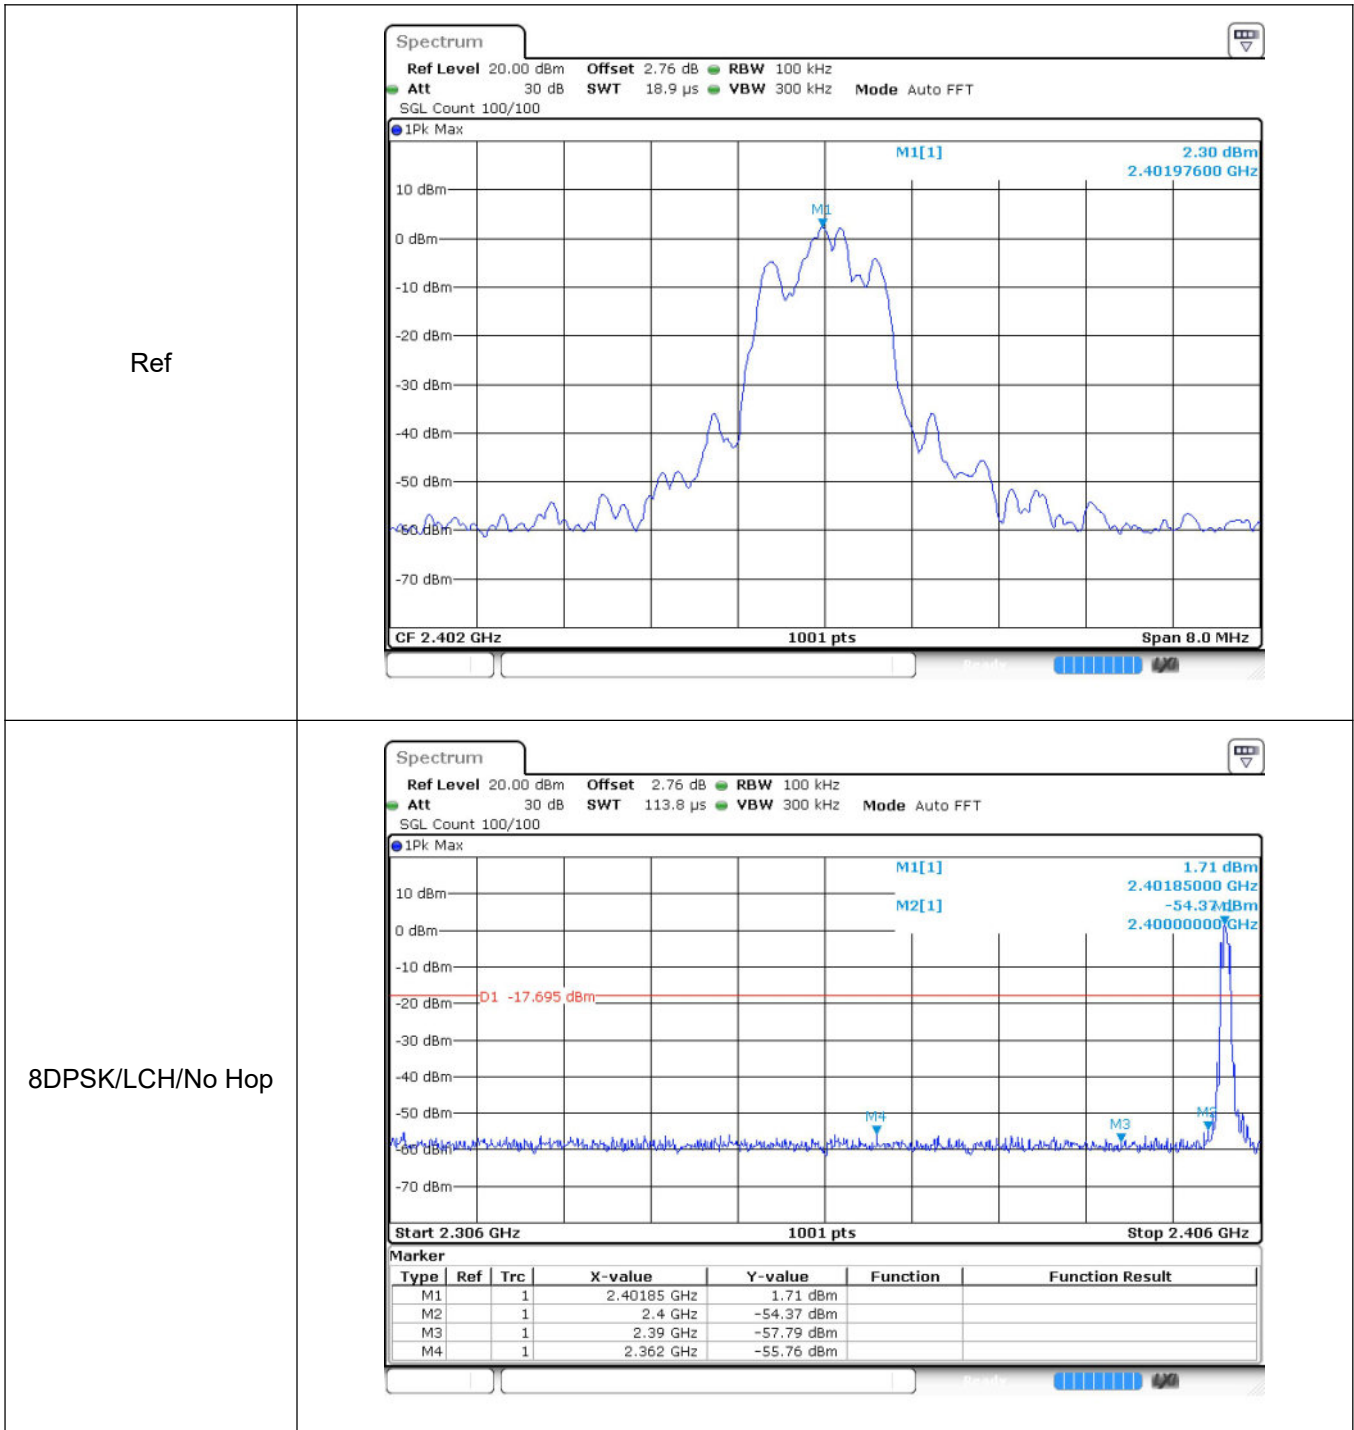 Ref
Spectrum
Ref Level 20.00 dBm Offset 2.76 dB RBW 100 kHz
Att 30 dB SWT 18.9 µs VBW 300 kHz Mode Auto FFT
SGL Count 100/100
1Pk Max
M1[1] 2.30 dBm
2.40197600 GHz
10 dBm
M1
0 dBm
-10 dBm
-20 dBm
-30 dBm
-40 dBm
-50 dBm
-60 dBm
-70 dBm
CF 2.402 GHz 1001 pts Span 8.0 MHz
Ready LXI
8DPSK/LCH/No Hop
Spectrum
Ref Level 20.00 dBm Offset 2.76 dB RBW 100 kHz
Att 30 dB SWT 113.8 µs VBW 300 kHz Mode Auto FFT
SGL Count 100/100
1Pk Max
M1[1] 1.71 dBm
2.40185000 GHz
10 dBm
M2[1] -54.37 dBm
2.40000000 GHz
0 dBm
-10 dBm
D1 -17.695 dBm
-20 dBm
-30 dBm
-40 dBm
-50 dBm
M4 M3 M2
-60 dBm
-70 dBm
Start 2.306 GHz 1001 pts Stop 2.406 GHz
Marker
Type Ref Trc X-value Y-value Function Function Result
M1 1 2.40185 GHz 1.71 dBm
M2 1 2.4 GHz -54.37 dBm
M3 1 2.39 GHz -57.79 dBm
M4 1 2.362 GHz -55.76 dBm
Ready LXI